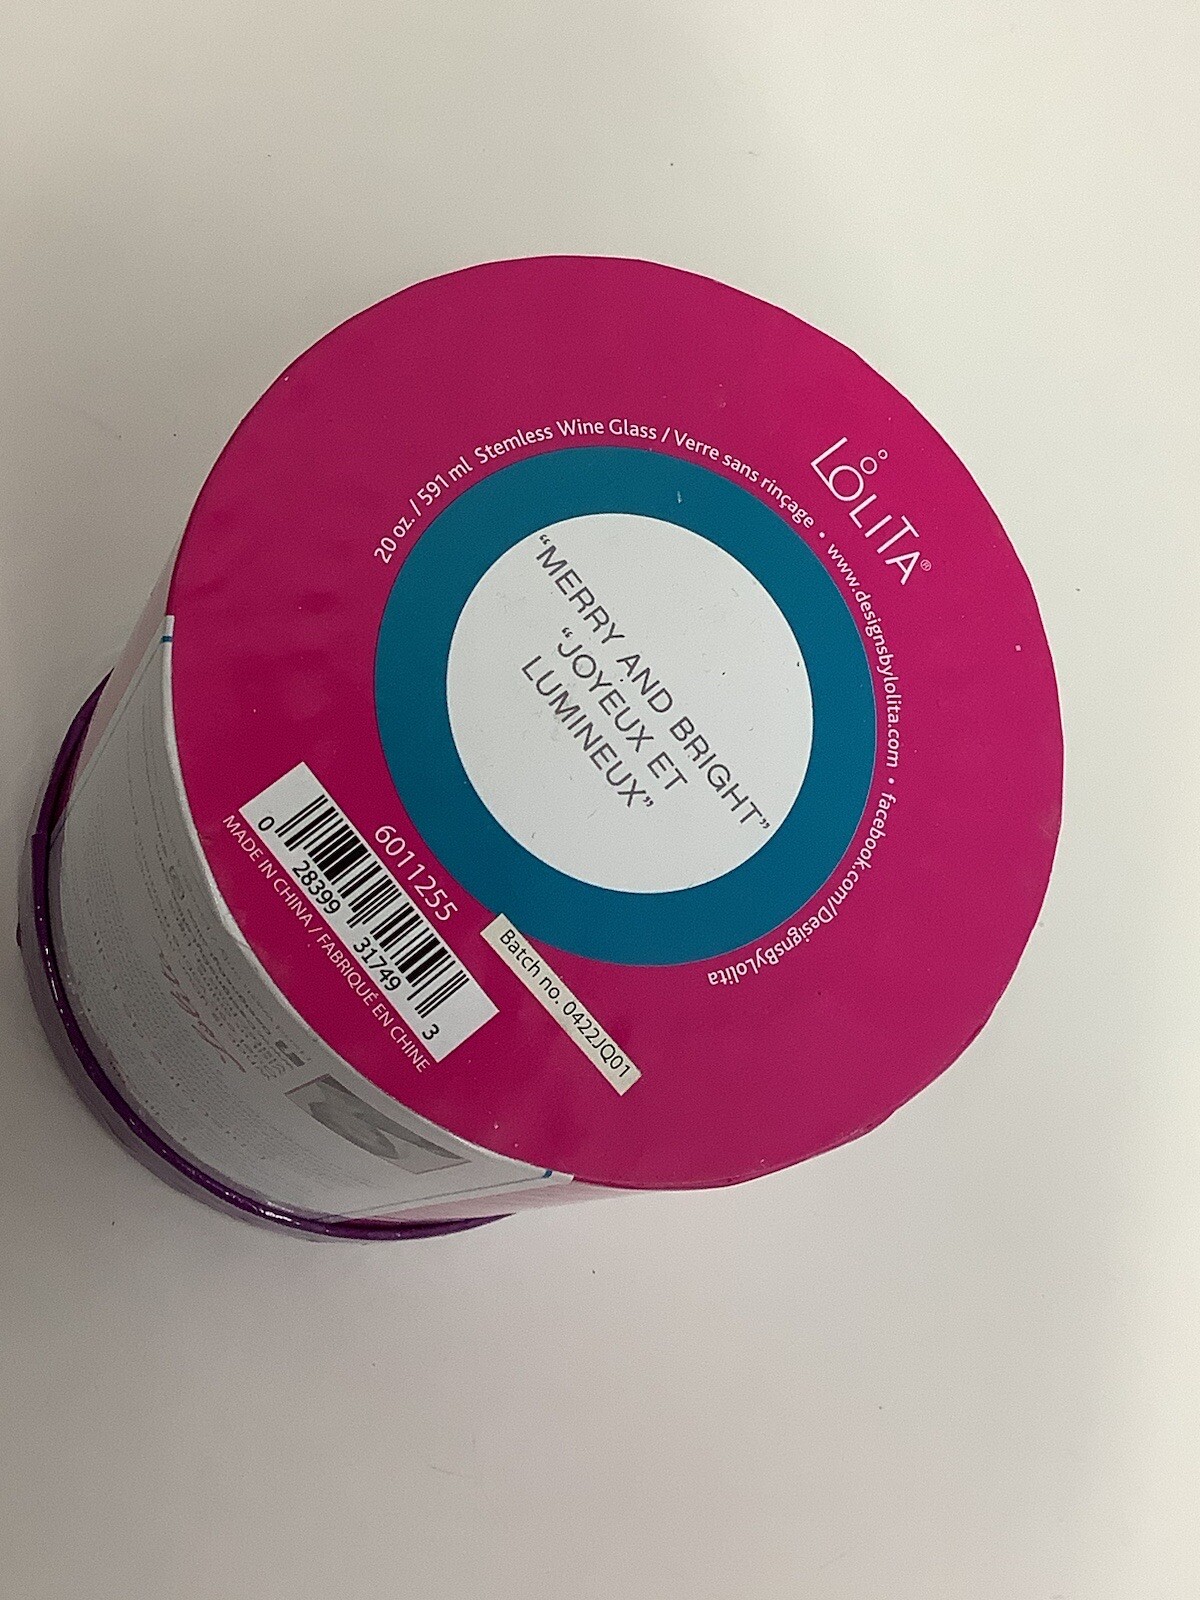 LOLITA®
20 oz. / 591 ml Stemless Wine Glass / Verre sans rinçage • www.designsbylolita.com • facebook.com/DesignsByLolita
“MERRY AND BRIGHT”
“JOYEUX ET
LUMINEUX”
6011255
0 28399 31749 3
MADE IN CHINA / FABRIQUÉ EN CHINE
Batch no. 0422JQ01